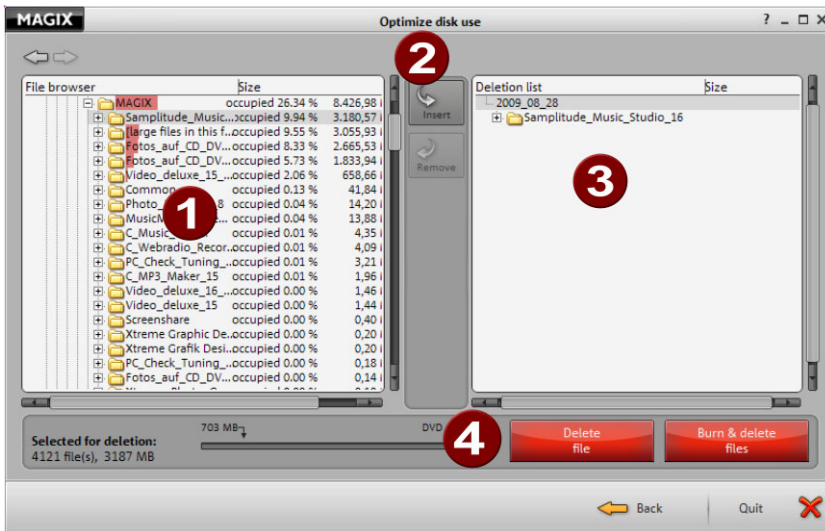 MAGIX Optimize disk use ?
2
File browser Size
MAGIX occupied 26.34 % 8.426,98
Samplitude_Music...occupied 9.94 % 3.180,57
[large files in this f...occupied 9.55 % 3.055,93
Fotos_auf_CD_DV... occupied 8.33 % 2.665,53
Fotos_auf_CD_DV... occupied 5.73 % 1.833,94
Video_deluxe_15_...occupied 2.06 % 658,66
Common occupied 0.13 % 41,84
Photo 8 occupied 0.04 % 14,20
occupied 0.04 % 13,88
C_Music occupied 0.01 % 4,35
C_Webradio_Recor..occupied 0.01 % 4,09
PC_Check_Tuning_...occupied 0.01 % 3,21
C_MP3_Maker_15 occupied 0.01 % 1,96
Video_deluxe_16_...occupied 0.00 % 1,46
Video_deluxe_15 occupied 0.00 % 1,44
Screenshare occupied 0.00 % 0,40
Xtreme Graphic De..occupied 0.00 % 0,20
Xtreme Grafik Desi..occupied 0.00 % 0,20
PC_Check_Tuning_..occupied 0.00 % 0,18
Fotos_auf_CD_DV...occupied 0.00 % 0,14
1
Insert
Remove
Deletion list Size
2009_08_28
Samplitude_Music_Studio_16
3
Selected for deletion:
4121 file(s), 3187 MB
703 MB
DVD
4
Delete
file
Burn & delete
files
Back Quit